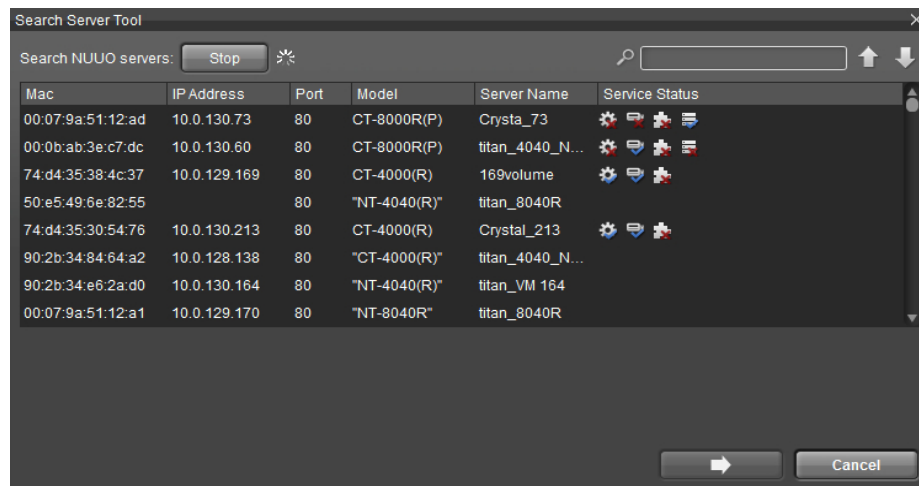 Search Server Tool
Search NUUO servers: Stop
Mac IP Address Port Model Server Name Service Status
00:07:9a:51:12:ad 10.0.130.73 80 CT-8000R(P) Crysta_73
00:0b:ab:3e:c7:dc 10.0.130.60 80 CT-8000R(P) titan_4040_N...
74:d4:35:38:4c:37 10.0.129.169 80 CT-4000(R) 169volume
50:e5:49:6e:82:55 80 "NT-4040(R)" titan_8040R
74:d4:35:30:54:76 10.0.130.213 80 CT-4000(R) Crystal_213
90:2b:34:84:64:a2 10.0.128.138 80 "CT-4000(R)" titan_4040_N...
90:2b:34:e6:2a:d0 10.0.130.164 80 "NT-4040(R)" titan_VM 164
00:07:9a:51:12:a1 10.0.129.170 80 "NT-8040R" titan_8040R
Cancel